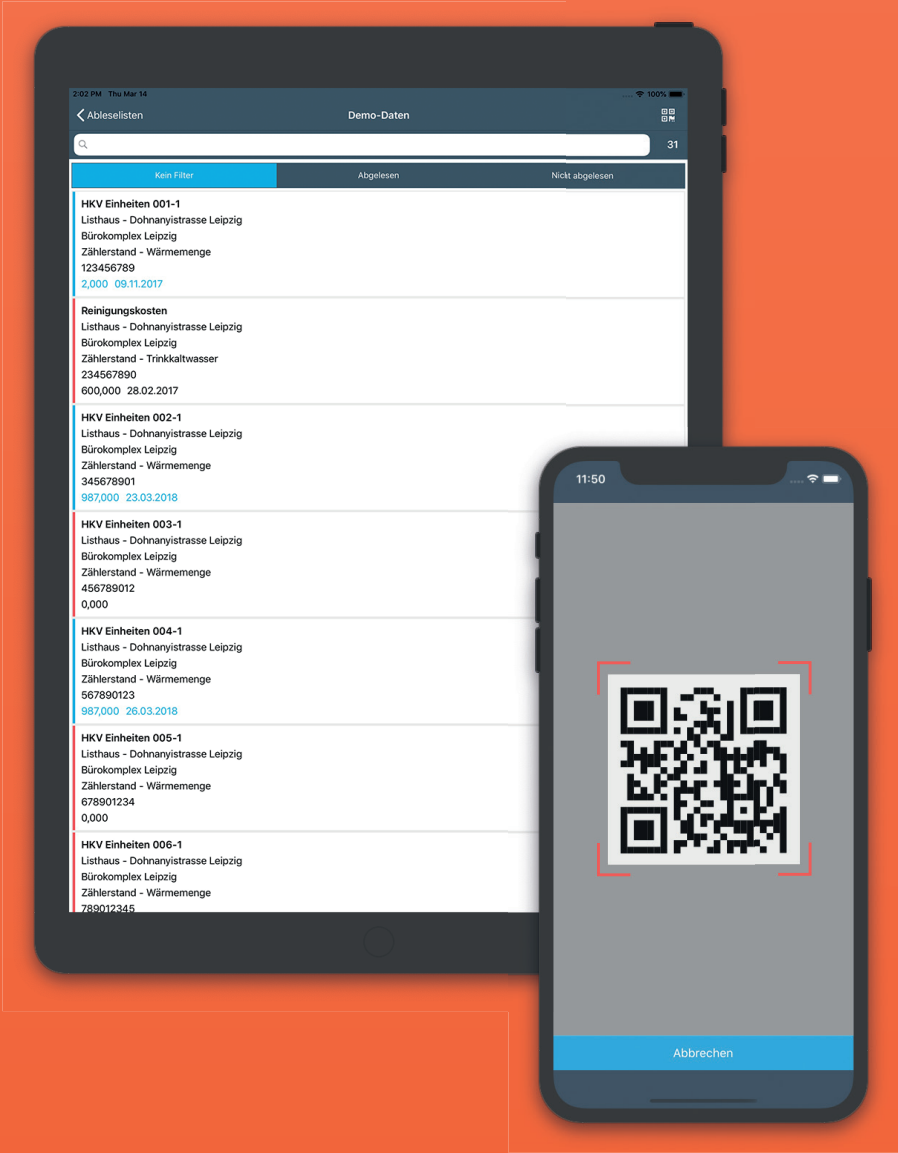 2:02 PM Thu Mar 14
100%
Ableselisten
Demo-Daten
31
Kein Filter
Abgelesen
Nicht abgelesen
HKV Einheiten 001-1
Listhaus - Dohnanyistrasse Leipzig
Bürokomplex Leipzig
Zählerstand - Wärmemenge
123456789
2,000 09.11.2017
Reinigungskosten
Listhaus - Dohnanyistrasse Leipzig
Bürokomplex Leipzig
Zählerstand - Trinkkaltwasser
234567890
600,000 28.02.2017
HKV Einheiten 002-1
Listhaus - Dohnanyistrasse Leipzig
Bürokomplex Leipzig
Zählerstand - Wärmemenge
345678901
987,000 23.03.2018
HKV Einheiten 003-1
Listhaus - Dohnanyistrasse Leipzig
Bürokomplex Leipzig
Zählerstand - Wärmemenge
456789012
0,000
HKV Einheiten 004-1
Listhaus - Dohnanyistrasse Leipzig
Bürokomplex Leipzig
Zählerstand - Wärmemenge
567890123
987,000 26.03.2018
HKV Einheiten 005-1
Listhaus - Dohnanyistrasse Leipzig
Bürokomplex Leipzig
Zählerstand - Wärmemenge
678901234
0,000
HKV Einheiten 006-1
Listhaus - Dohnanyistrasse Leipzig
Bürokomplex Leipzig
Zählerstand - Wärmemenge
789012345
11:50
Abbrechen